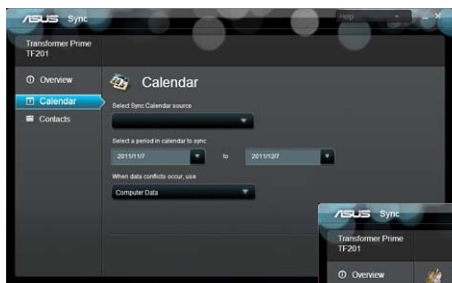 ASUS Sync
Help
Transformer Prime
TF201
Overview
Calendar
Contacts
Calendar
Select Sync Calendar source
Select a period in calendar to sync
2011/11/7 to 2011/12/7
When data conflicts occur, use
Computer Data
ASUS Sync
Transformer Prime
TF201
Overview